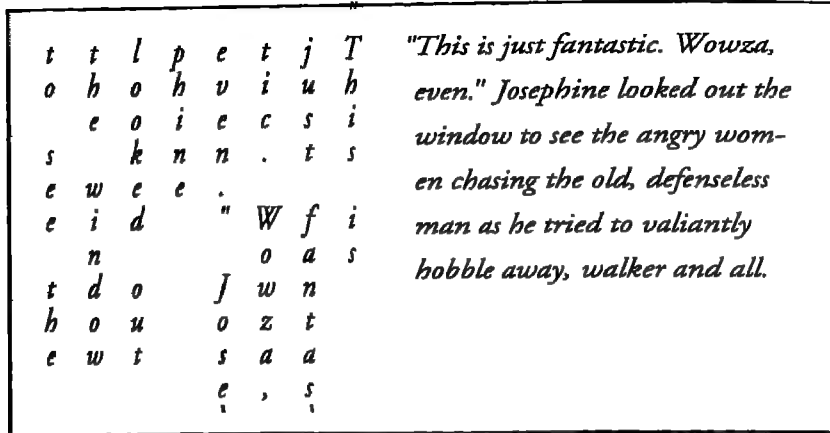 This is
just fantas-
tic. Wowza,
even." Jose-
phine
looked out
the window
to see the
"This is just fantastic. Wowza,
even." Josephine looked out the
window to see the angry wom-
en chasing the old, defenseless
man as he tried to valiantly
hobble away, walker and all.